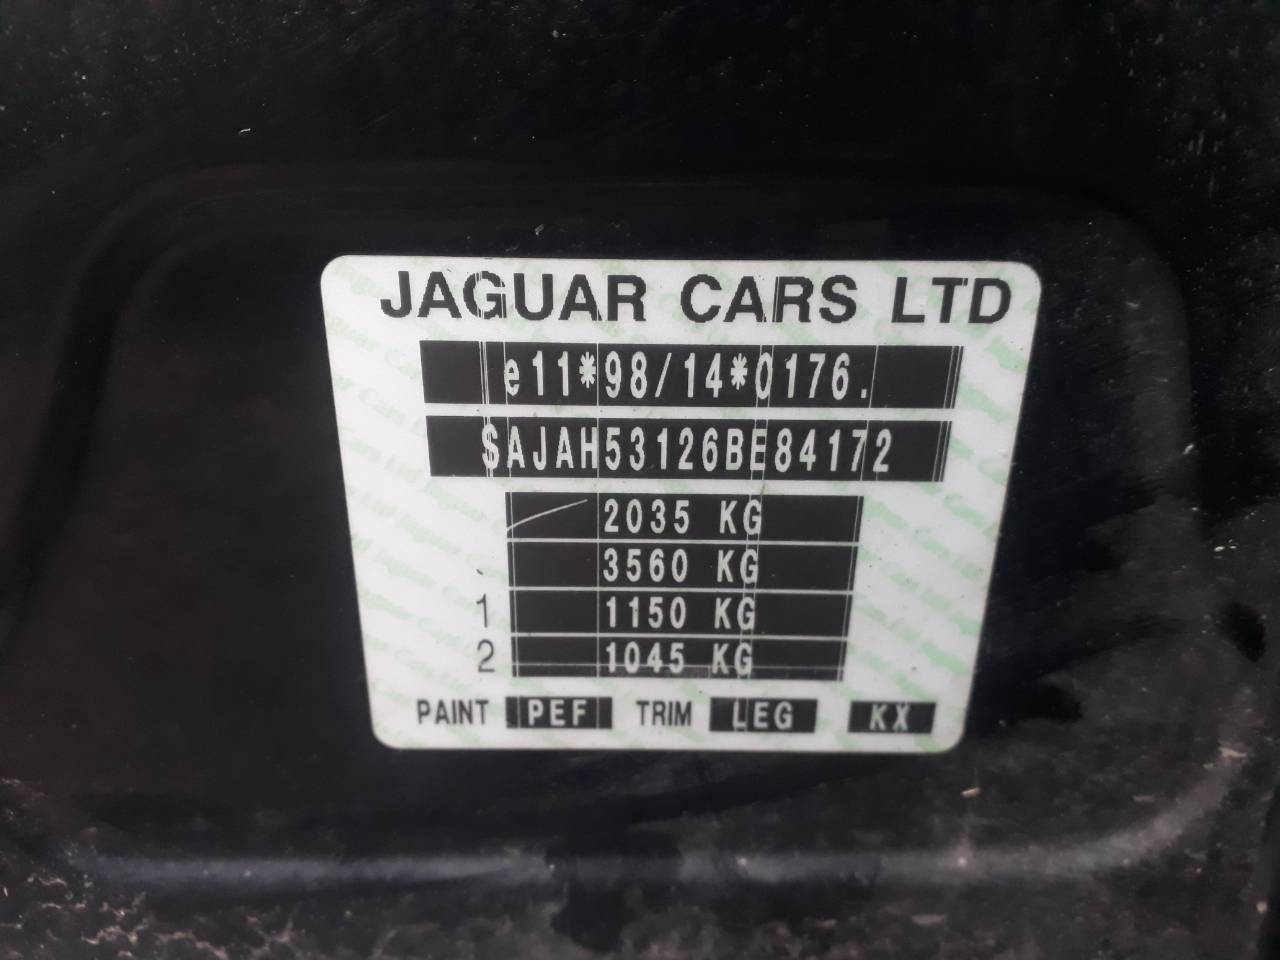 JAGUAR CARS LTD
e11*98/14*0176.
SAJAH53126BE84172
2035 KG
3560 KG
1 1150 KG
2 1045 KG
PAINT PEF TRIM LEG KX